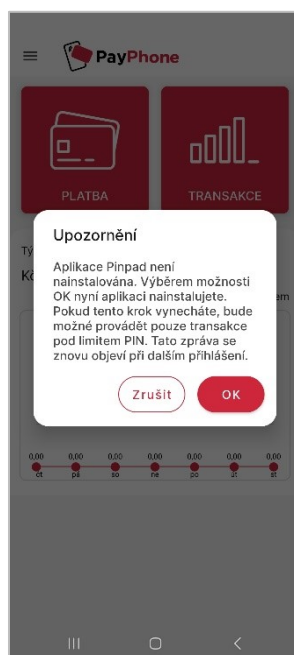 PayPhone
PLATBA
TRANSAKCE
Upozornění
Aplikace Pinpad není
nainstalována. Výběrem možnosti
OK nyní aplikaci nainstalujete.
Pokud tento krok vynecháte, bude
možné provádět pouze transakce
pod limitem PIN. Tato zpráva se
znovu objeví při dalším přihlášení.
Zrušit
OK
0,00 0,00 0,00 0,00 0,00 0,00 0,00
čt pá so ne po út st